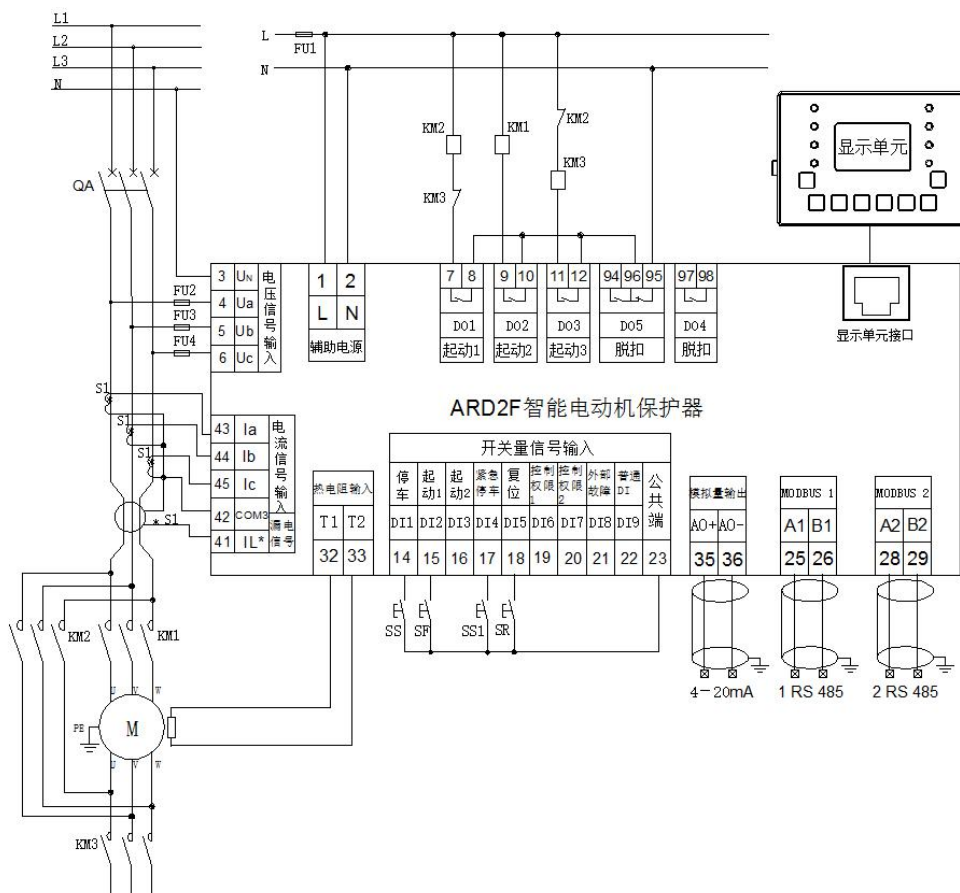 L1
L2
L3
N
L
FU1
N
KM2
KM1
KM2
KM3
KM3
显示单元
QA
3 UN
4 Ua
5 Ub
6 Uc
电压信号输入
FU2
FU3
FU4
1 2
L N
辅助电源
7 8
9 10
11 12
94 96 95
97 98
DO1
DO2
DO3
DO5
DO4
起动1
起动2
起动3
脱扣
脱扣
显示单元接口
ARD2F智能电动机保护器
S1
S1
S1
* S1
43 Ia
44 Ib
45 Ic
42 COM3
41 IL*
电流信号输入
漏电信号
热电阻输入
T1 T2
32 33
开关量信号输入
停车
起动1
起动2
紧急停车
复位
控制权限1
控制权限2
外部故障
普通DI
公共端
DI1 DI2 DI3 DI4 DI5 DI6 DI7 DI8 DI9
14 15 16 17 18 19 20 21 22 23
模拟量输出
AO+ AO-
35 36
MODBUS 1
A1 B1
25 26
MODBUS 2
A2 B2
28 29
SS
SF
SS1
SR
4-20mA
1 RS 485
2 RS 485
KM2
KM1
U V W
PE
M
U V W
KM3